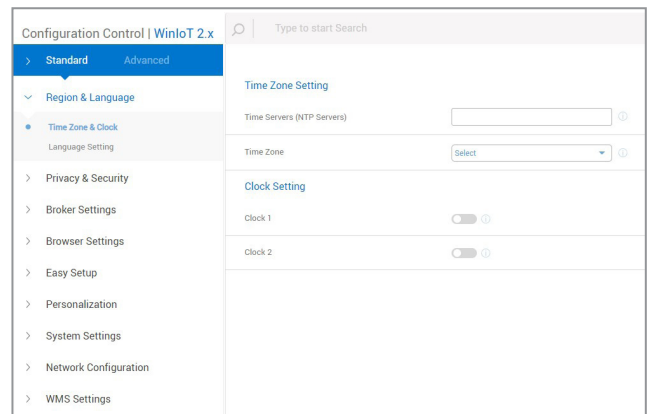 Configuration Control | WinIoT 2.x
Type to start Search
Standard Advanced
Region & Language
Time Zone & Clock
Language Setting
Privacy & Security
Broker Settings
Browser Settings
Easy Setup
Personalization
System Settings
Network Configuration
WMS Settings
Time Zone Setting
Time Servers (NTP Servers)
Time Zone Select
Clock Setting
Clock 1
Clock 2